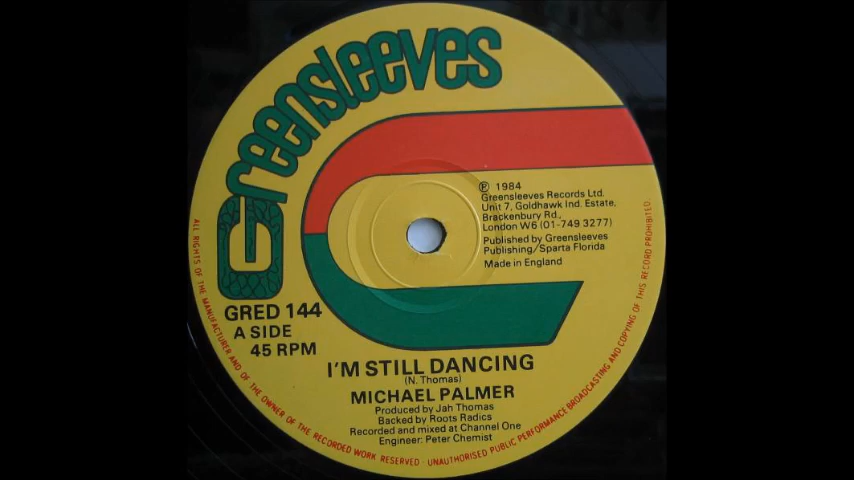 Greensleeves
℗ 1984
Greensleeves Records Ltd.
Unit 7, Goldhawk Ind. Estate,
Brackenbury Rd.,
London W6 (01-749 3277)
Published by Greensleeves
Publishing/Sparta Florida
Made in England
GRED 144
A SIDE
45 RPM
I'M STILL DANCING
(N. Thomas)
MICHAEL PALMER
Produced by Jah Thomas
Backed by Roots Radics
Recorded and mixed at Channel One
Engineer: Peter Chemist
ALL RIGHTS OF THE MANUFACTURER AND OF THE OWNER OF THE RECORDED WORK RESERVED · UNAUTHORISED PUBLIC PERFORMANCE BROADCASTING AND COPYING OF THIS RECORD PROHIBITED.